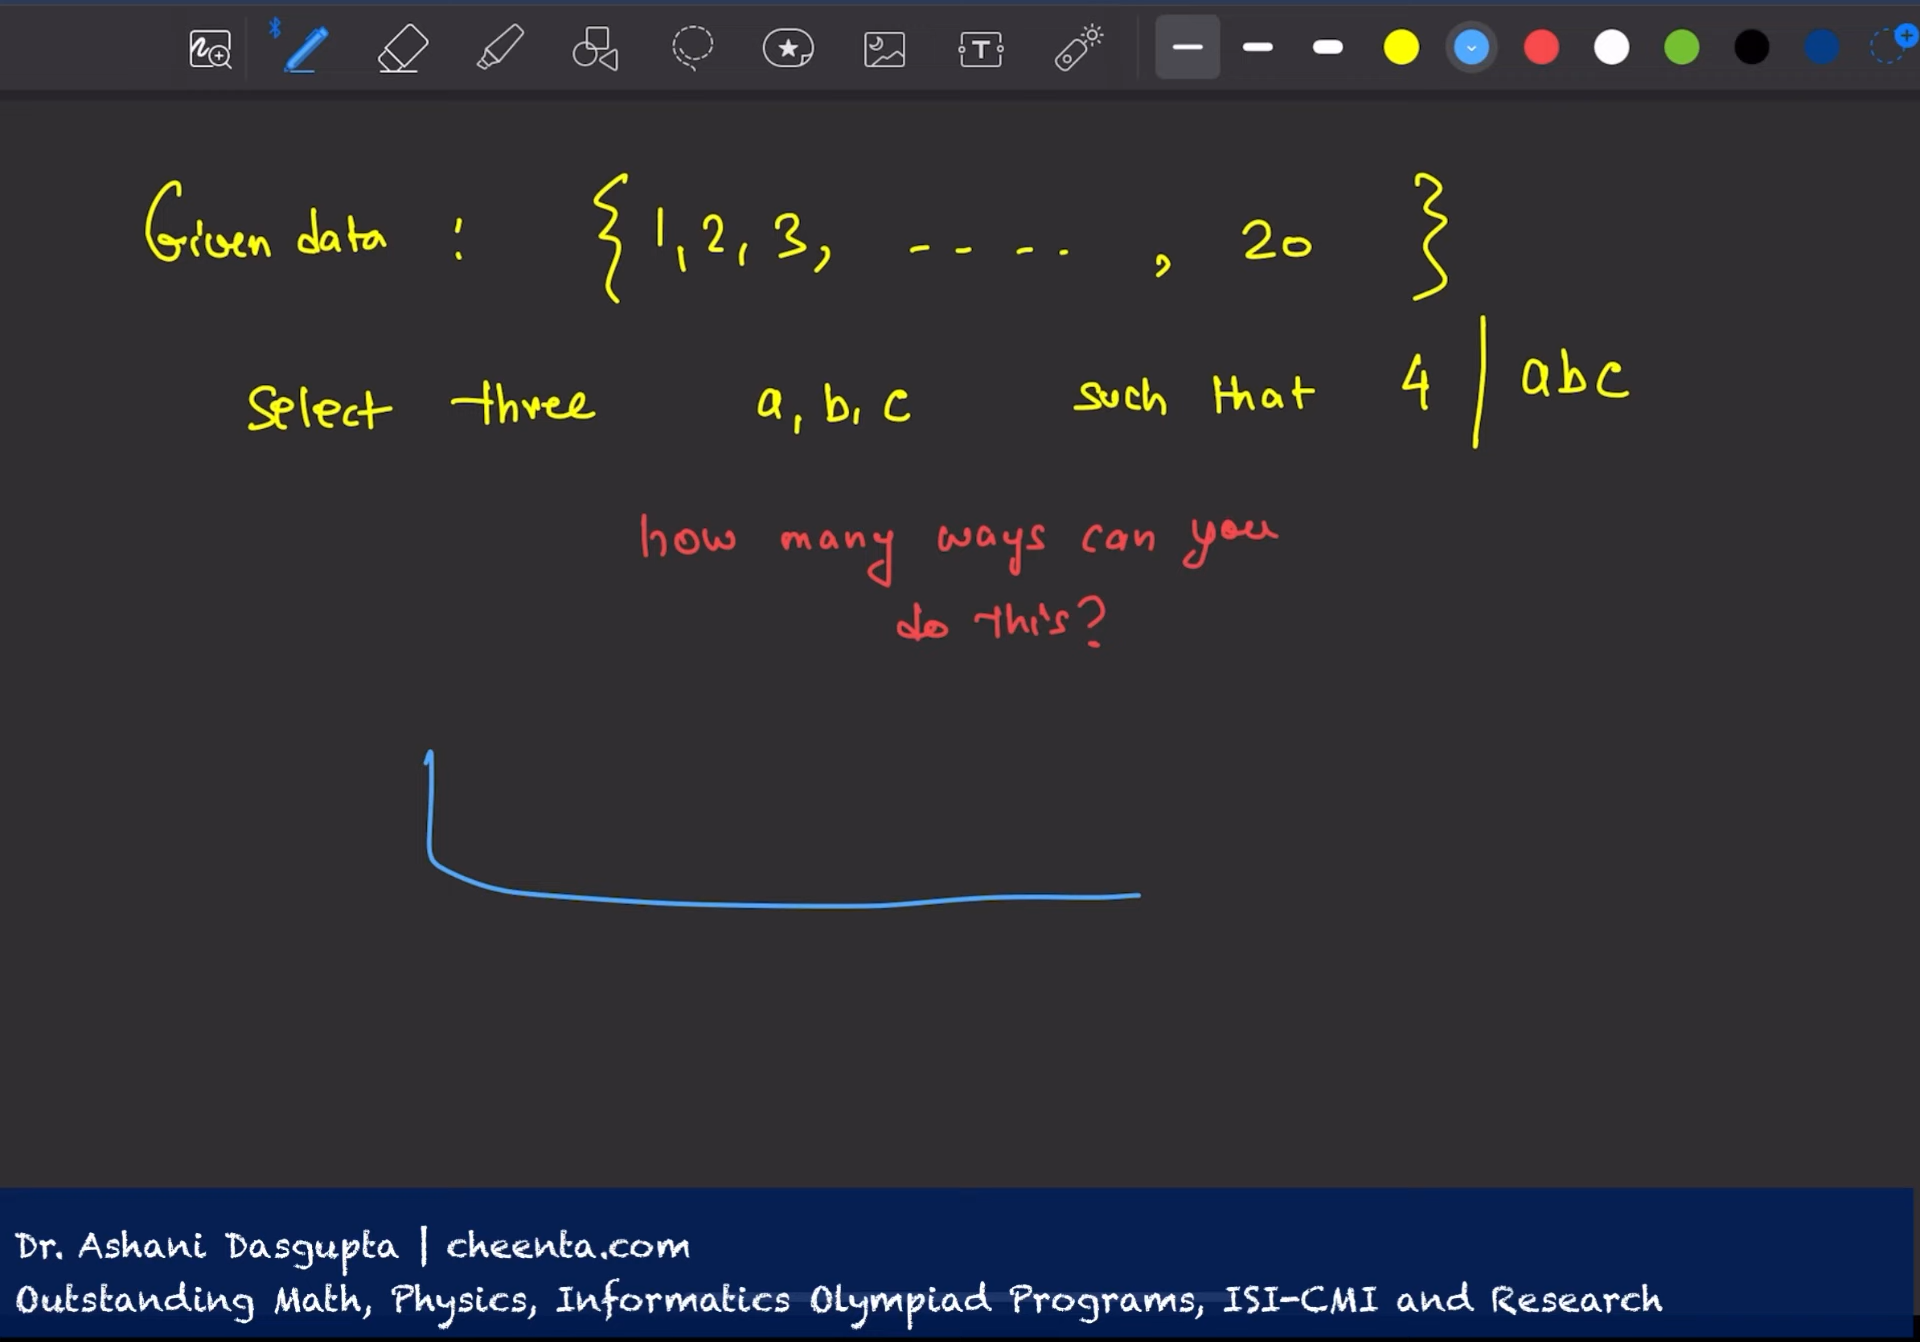 Given data : {1, 2, 3, ----, 20}
Select three a, b, c such that 4 | abc
how many ways can you
do this?
Dr. Ashani Dasgupta | cheenta.com
Outstanding Math, Physics, Informatics Olympiad Programs, ISI-CMI and Research